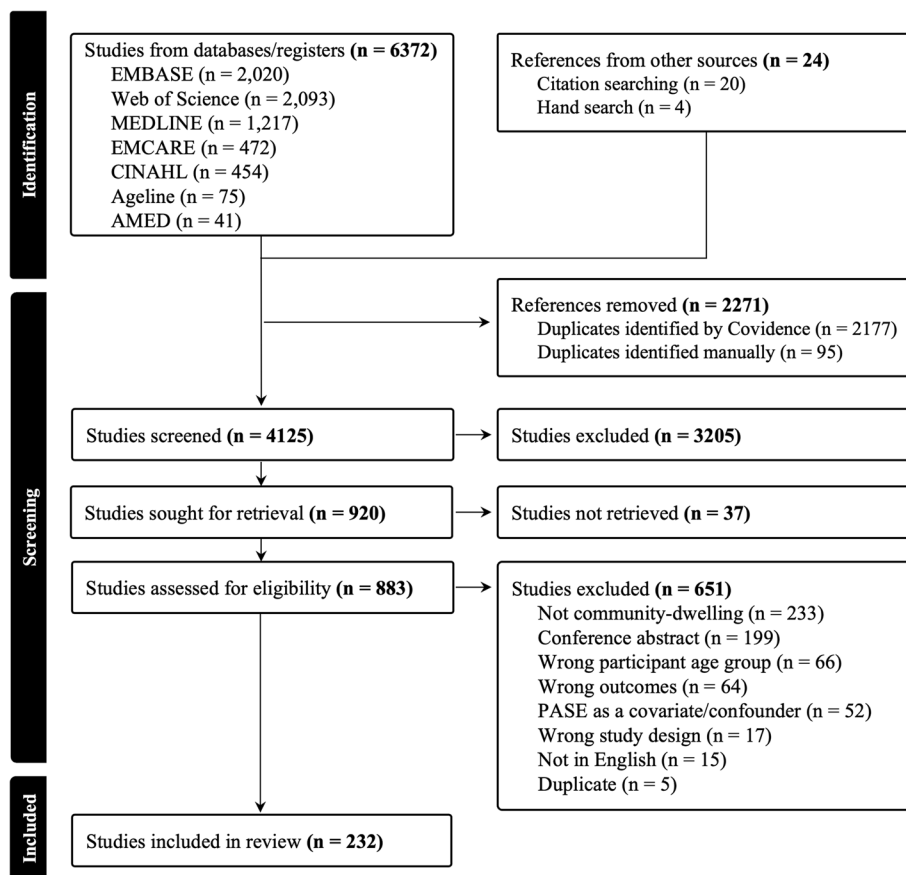 Identification
Studies from databases/registers (n = 6372)
EMBASE (n = 2,020)
Web of Science (n = 2,093)
MEDLINE (n = 1,217)
EMCARE (n = 472)
CINAHL (n = 454)
Ageline (n = 75)
AMED (n = 41)
References from other sources (n = 24)
Citation searching (n = 20)
Hand search (n = 4)
Screening
References removed (n = 2271)
Duplicates identified by Covidence (n = 2177)
Duplicates identified manually (n = 95)
Studies screened (n = 4125)
Studies excluded (n = 3205)
Studies sought for retrieval (n = 920)
Studies not retrieved (n = 37)
Studies assessed for eligibility (n = 883)
Studies excluded (n = 651)
Not community-dwelling (n = 233)
Conference abstract (n = 199)
Wrong participant age group (n = 66)
Wrong outcomes (n = 64)
PASE as a covariate/confounder (n = 52)
Wrong study design (n = 17)
Not in English (n = 15)
Duplicate (n = 5)
Included
Studies included in review (n = 232)